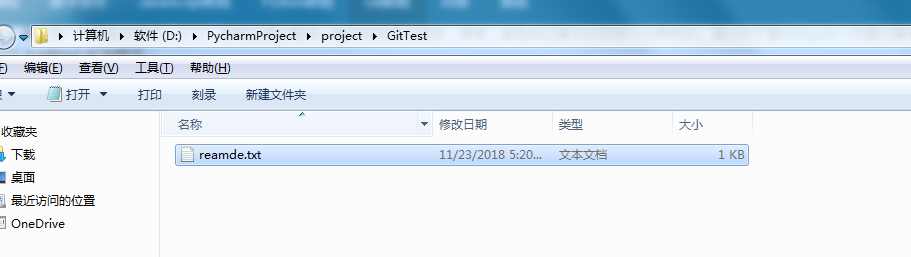 计算机 ▸ 软件 (D:) ▸ PycharmProject ▸ project ▸ GitTest
编辑(E) 查看(V) 工具(T) 帮助(H)
打开 打印 刻录 新建文件夹
名称 修改日期 类型 大小
reamde.txt 11/23/2018 5:20... 文本文档 1 KB
收藏夹
下载
桌面
最近访问的位置
OneDrive